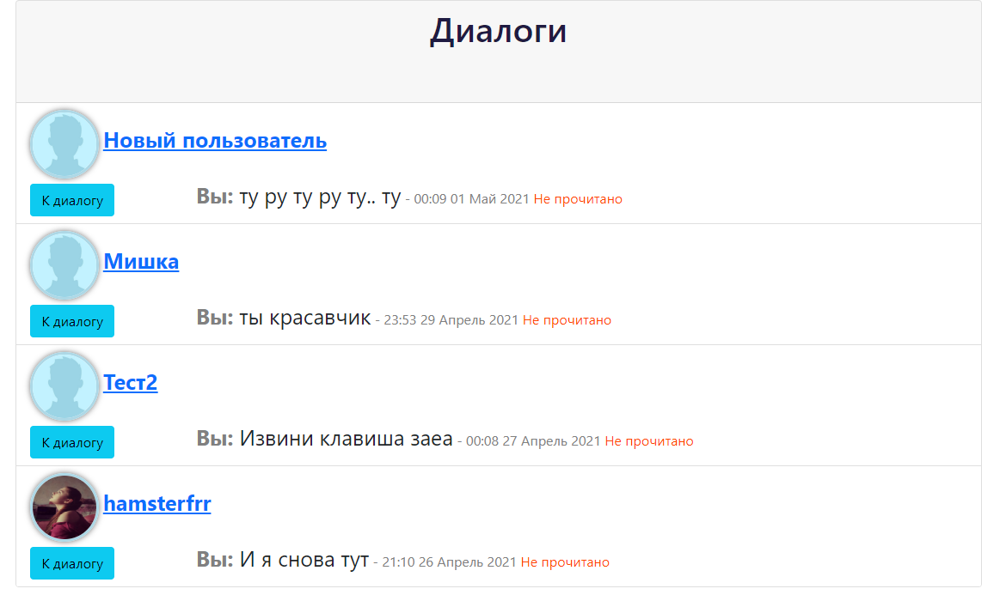 Диалоги
Новый пользователь
К диалогу Вы: ту ру ту ру ту.. ту - 00:09 01 Май 2021 Не прочитано
Мишка
К диалогу Вы: ты красавчик - 23:53 29 Апрель 2021 Не прочитано
Тест2
К диалогу Вы: Извини клавиша заеа - 00:08 27 Апрель 2021 Не прочитано
hamsterfrr
К диалогу Вы: И я снова тут - 21:10 26 Апрель 2021 Не прочитано